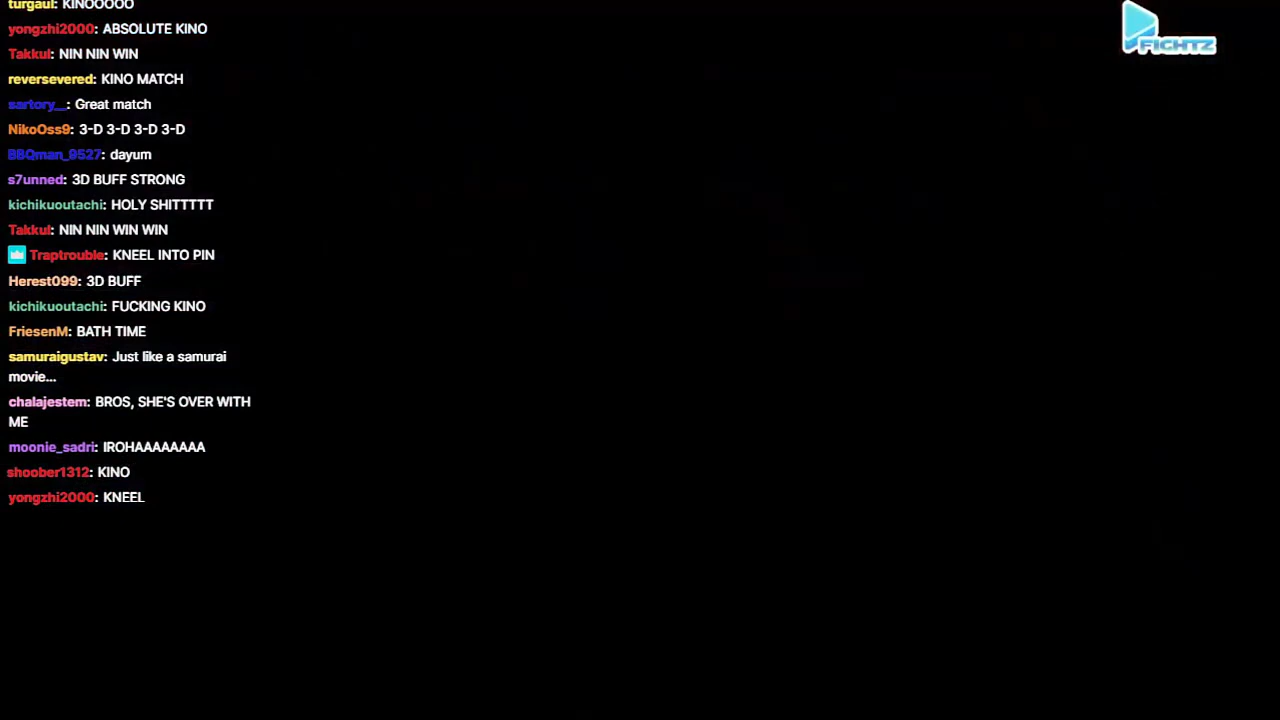 turgaul: KINOOOOO
FIGHTZ
yongzhi2000: ABSOLUTE KINO
Takkul: NIN NIN WIN
reversevered: KINO MATCH
sartory__: Great match
NikoOss9: 3-D 3-D 3-D 3-D
BBQman_9527: dayum
s7unned: 3D BUFF STRONG
kichikuoutachi: HOLY SHITTTTT
Takkul: NIN NIN WIN WIN
Traptrouble: KNEEL INTO PIN
Herest099: 3D BUFF
kichikuoutachi: FUCKING KINO
FriesenM: BATH TIME
samuraigustav: Just like a samurai
movie...
chalajestem: BROS, SHE'S OVER WITH
ME
moonie_sadri: IROHAAAAAAAA
shoober1312: KINO
yongzhi2000: KNEEL